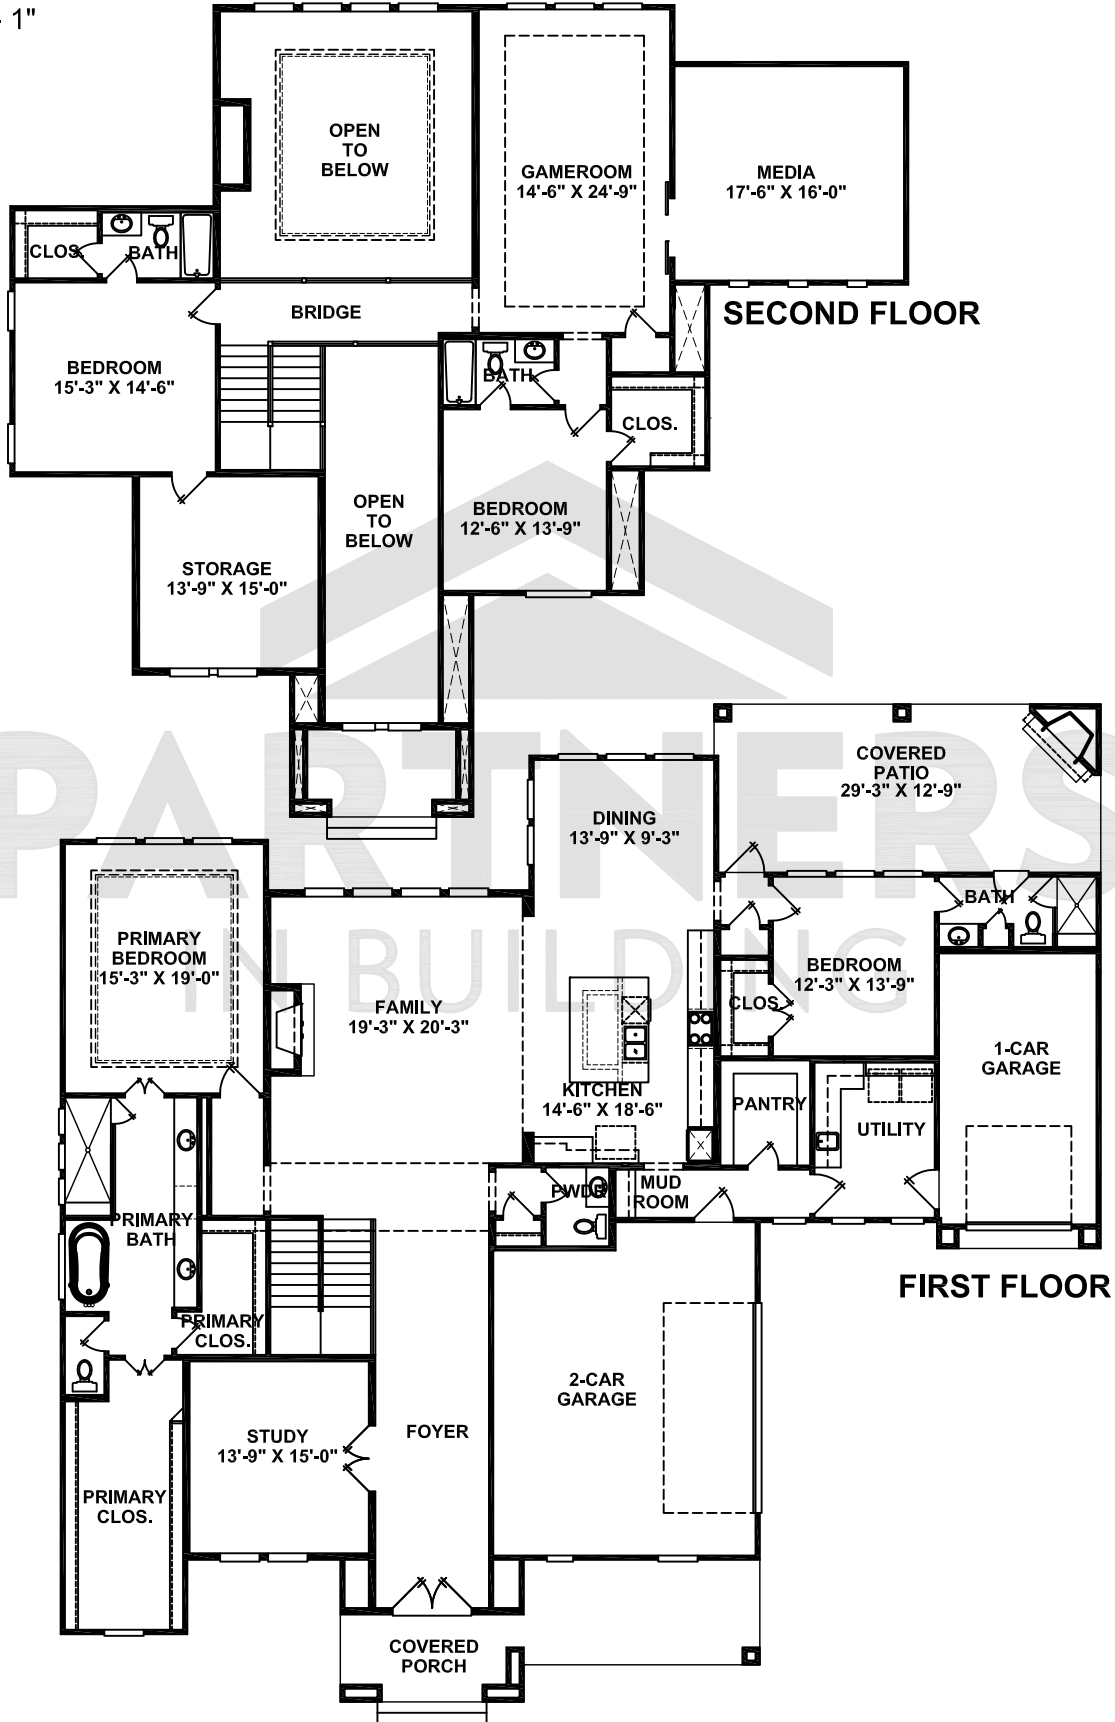 - 1"
OPEN
TO
BELOW
GAMEROOM
14'-6" X 24'-9"
MEDIA
17'-6" X 16'-0"
CLOS.
BATH
BRIDGE
SECOND FLOOR
BEDROOM
15'-3" X 14'-6"
BATH
CLOS.
OPEN
TO
BELOW
BEDROOM
12'-6" X 13'-9"
STORAGE
13'-9" X 15'-0"
PARTNERS
IN BUILDING
COVERED
PATIO
29'-3" X 12'-9"
DINING
13'-9" X 9'-3"
PRIMARY
BEDROOM
15'-3" X 19'-0"
BATH
BEDROOM
12'-3" X 13'-9"
CLOS.
FAMILY
19'-3" X 20'-3"
1-CAR
GARAGE
KITCHEN
14'-6" X 18'-6"
PANTRY
UTILITY
PWDR
MUD
ROOM
PRIMARY
BATH
PRIMARY
CLOS.
FIRST FLOOR
2-CAR
GARAGE
STUDY
13'-9" X 15'-0"
FOYER
PRIMARY
CLOS.
COVERED
PORCH